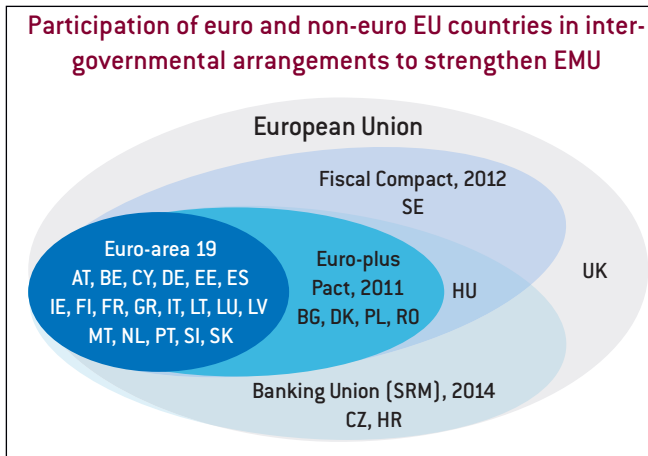 Participation of euro and non-euro EU countries in inter-
governmental arrangements to strengthen EMU
European Union
Fiscal Compact, 2012
SE
Euro-area 19
AT, BE, CY, DE, EE, ES
IE, FI, FR, GR, IT, LT, LU, LV
MT, NL, PT, SI, SK
Euro-plus
Pact, 2011
BG, DK, PL, RO
HU
UK
Banking Union (SRM), 2014
CZ, HR